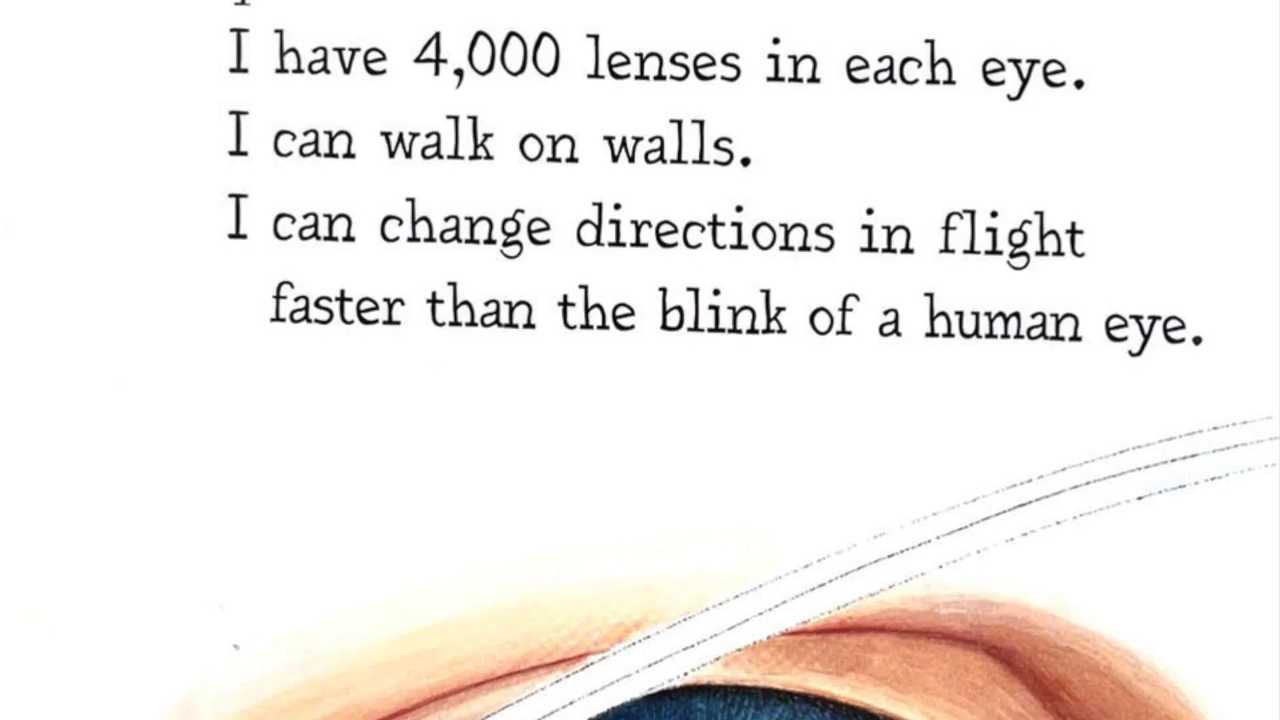 I have 4,000 lenses in each eye.
I can walk on walls.
I can change directions in flight
faster than the blink of a human eye.